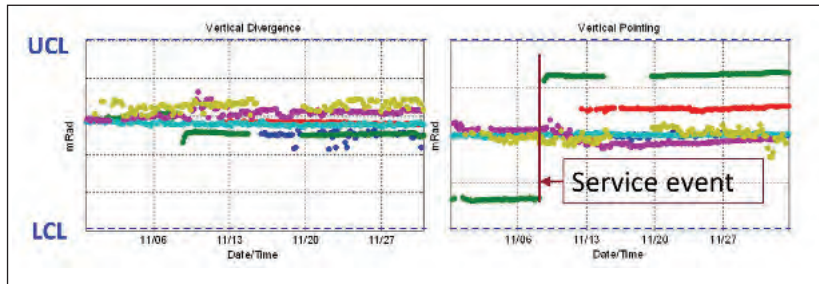 Vertical Divergence
Vertical Pointing
UCL
mRad
mRad
Service event
LCL
11/06 11/13 11/20 11/27
11/06 11/13 11/20 11/27
Date/Time
Date/Time